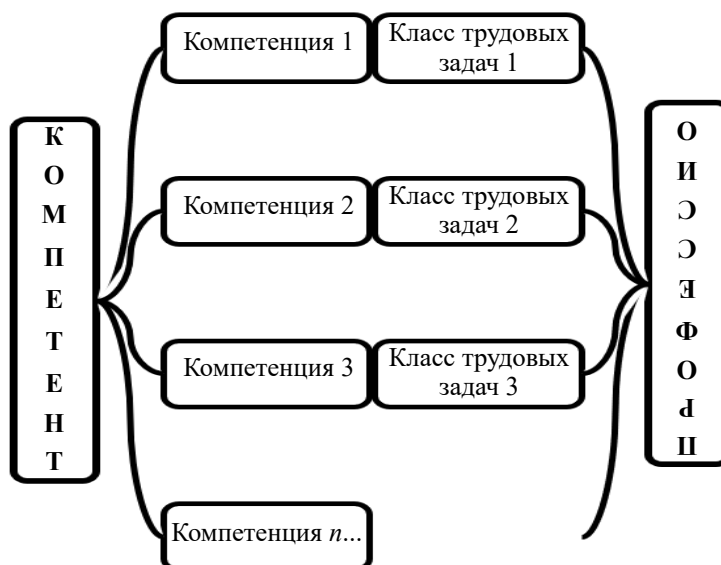 КОМПЕТЕНТ
Компетенция 1
Класс трудовых
задач 1
Компетенция 2
Класс трудовых
задач 2
Компетенция 3
Класс трудовых
задач 3
Компетенция n...
ПРОФЕССИО